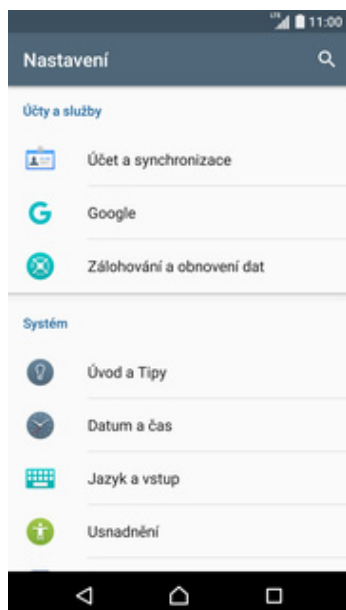 LTE 11:00
Nastavení
Účty a služby
Účet a synchronizace
Google
Zálohování a obnovení dat
Systém
Úvod a Tipy
Datum a čas
Jazyk a vstup
Usnadnění